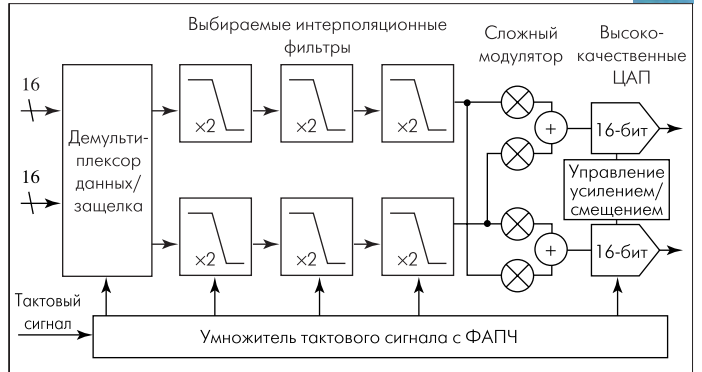 Выбираемые интерполяционные
фильтры
Сложный
модулятор
Высоко-
качественные
ЦАП
16
16
Демульти-
плексор
данных/
защелка
×2
×2
×2
+
16-бит
Управление
усилением/
смещением
×2
×2
×2
+
16-бит
Тактовый
сигнал
Умножитель тактового сигнала с ФАПЧ